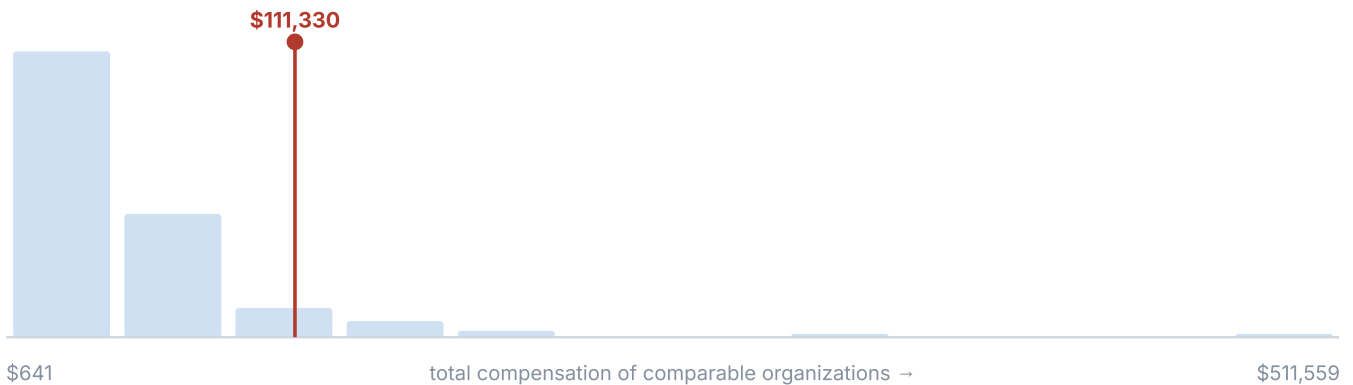 $111,330
$641 total compensation of comparable organizations → $511,559